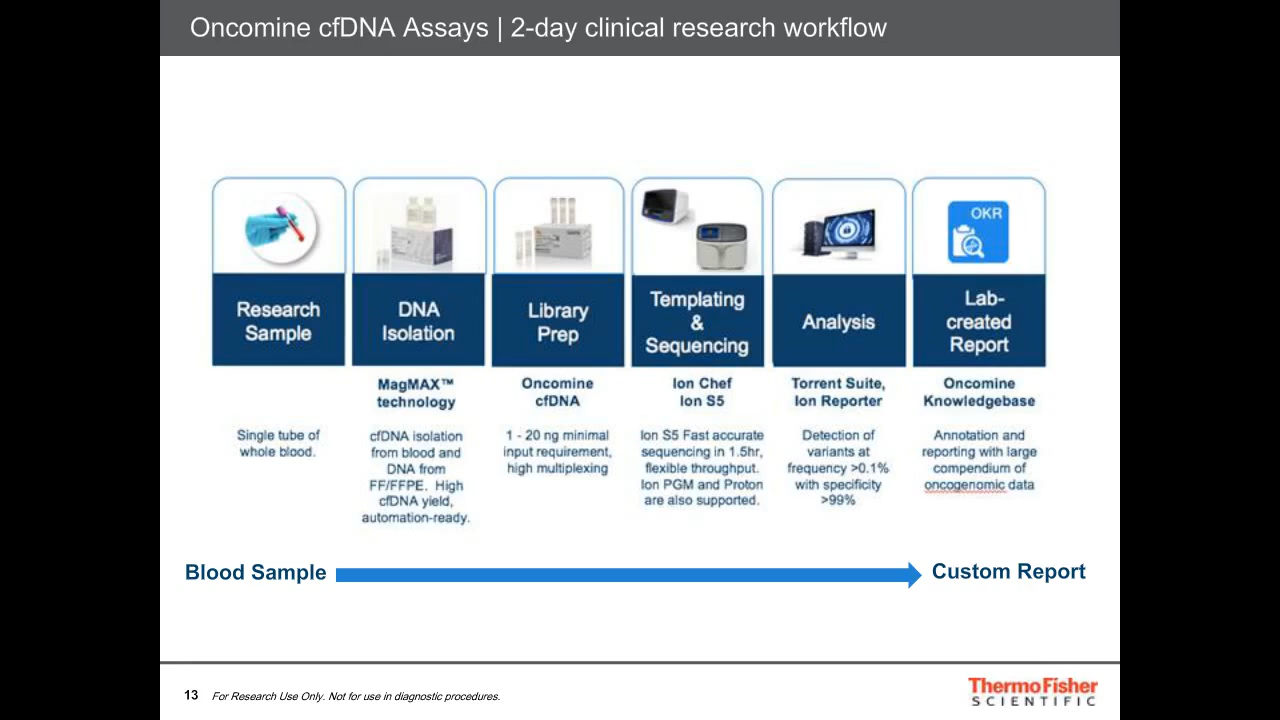 Oncomine cfDNA Assays | 2-day clinical research workflow
OKR
Research
Sample
DNA
Isolation
Library
Prep
Templating
&
Sequencing
Analysis
Lab-
created
Report
MagMAX™
technology
Oncomine
cfDNA
Ion Chef
Ion S5
Torrent Suite,
Ion Reporter
Oncomine
Knowledgebase
Single tube of
whole blood.
cfDNA isolation
from blood and
DNA from
FF/FFPE. High
cfDNA yield,
automation-ready.
1 - 20 ng minimal
input requirement,
high multiplexing
Ion S5 Fast accurate
sequencing in 1.5hr,
flexible throughput.
Ion PGM and Proton
are also supported.
Detection of
variants at
frequency >0.1%
with specificity
>99%
Annotation and
reporting with large
compendium of
oncogenomic data
Blood Sample
Custom Report
13 For Research Use Only. Not for use in diagnostic procedures.
ThermoFisher
SCIENTIFIC